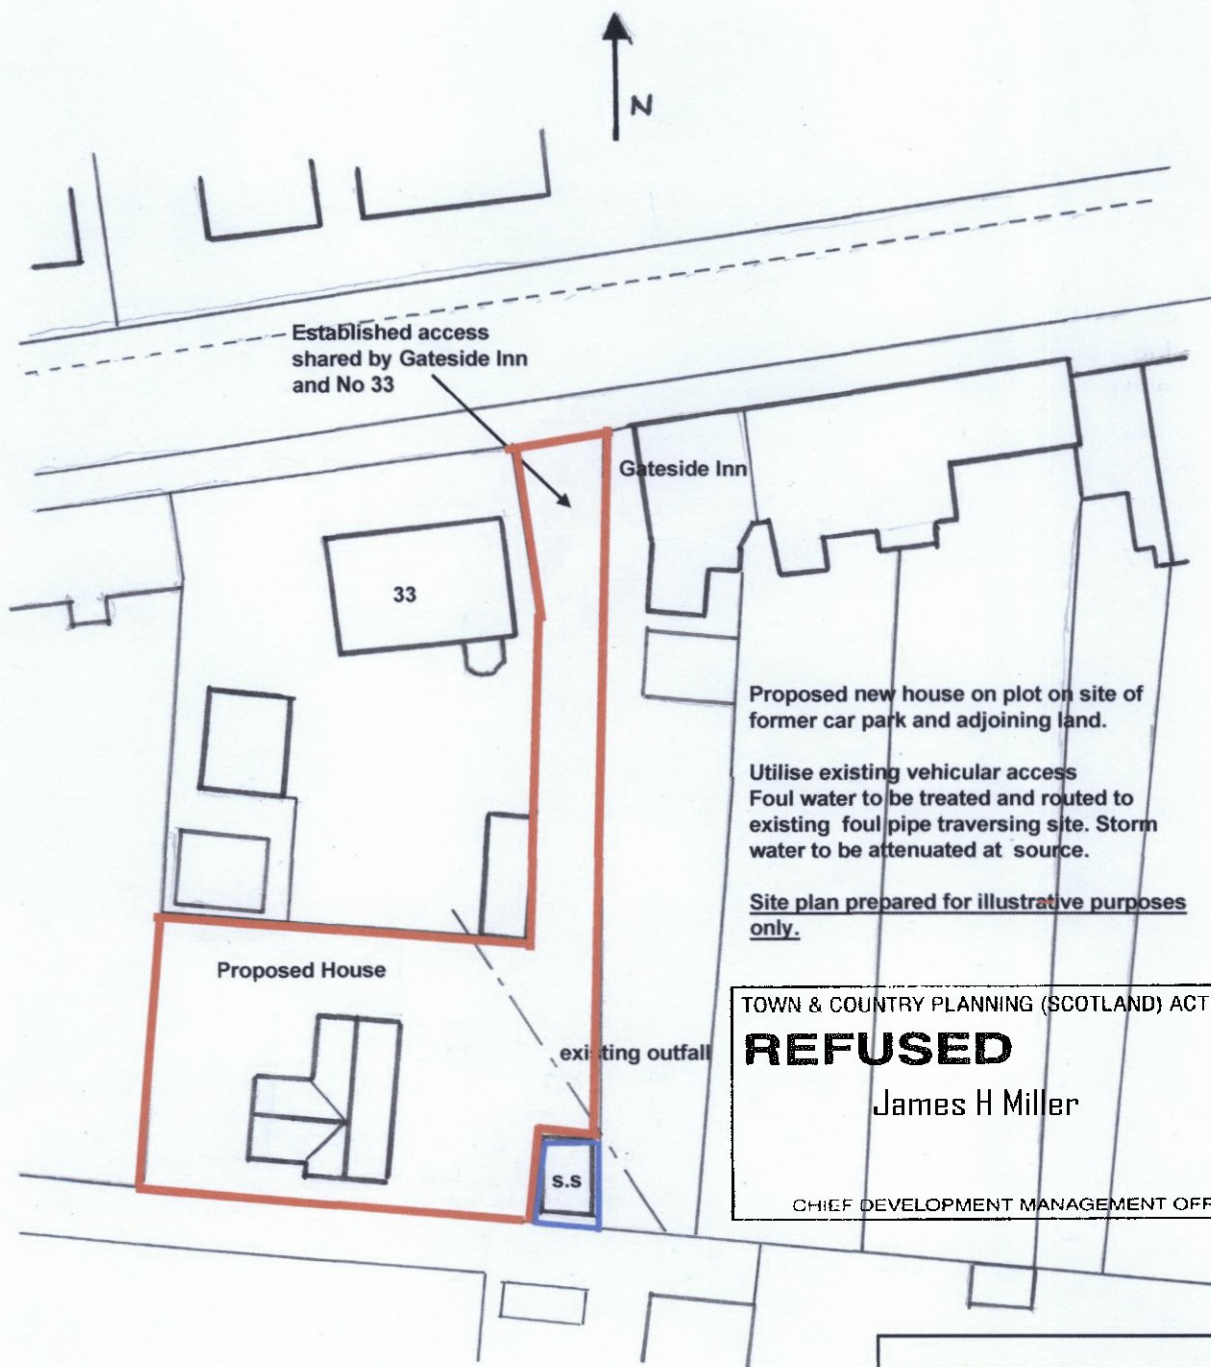 N
Established access
shared by Gateside Inn
and No 33
Gateside Inn
33
Proposed new house on plot on site of
former car park and adjoining land.
Utilise existing vehicular access
Foul water to be treated and routed to
existing foul pipe traversing site. Storm
water to be attenuated at source.
Site plan prepared for illustrative purposes
only.
Proposed House
existing outfall
s.s
TOWN & COUNTRY PLANNING (SCOTLAND) ACT
REFUSED
James H Miller
CHIEF DEVELOPMENT MANAGEMENT OFF